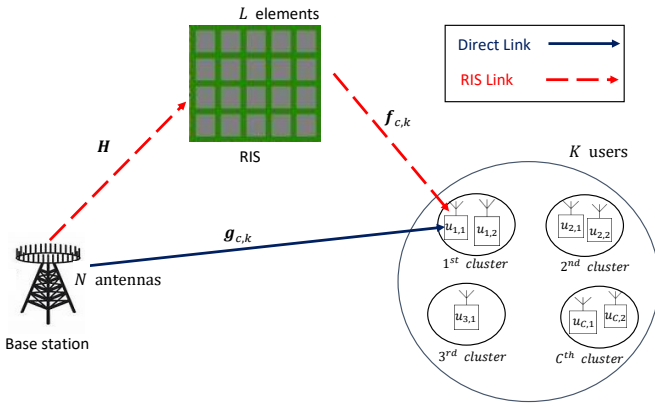 L elements
Direct Link
RIS Link
H
f_{c,k}
RIS
K users
g_{c,k}
u_{1,1} u_{1,2}
u_{2,1} u_{2,2}
1^{st} cluster
2^{nd} cluster
N antennas
u_{3,1}
u_{C,1} u_{C,2}
Base station
3^{rd} cluster
C^{th} cluster